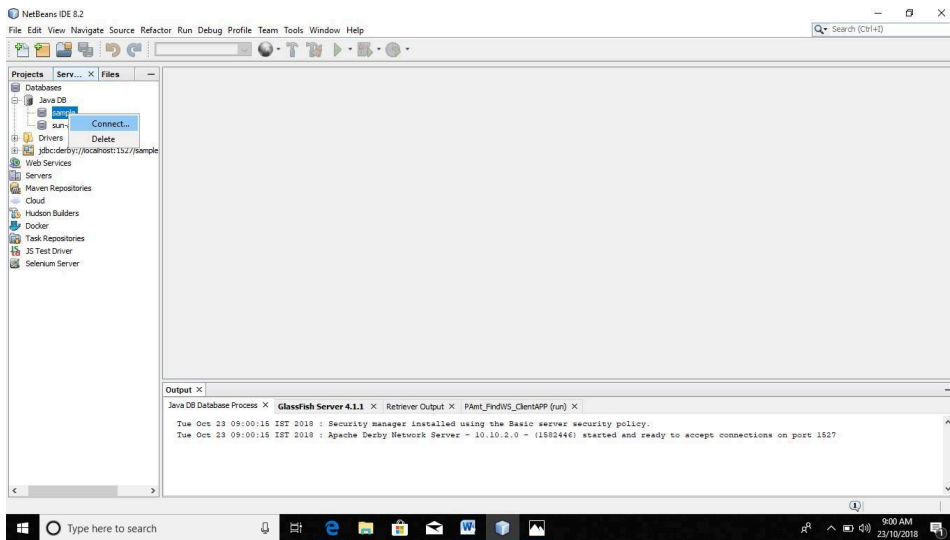 NetBeans IDE 8.2
File Edit View Navigate Source Refactor Run Debug Profile Team Tools Window Help
Search (Ctrl+I)
Projects Serv... Files
Databases
Java DB
sample
sun-
Connect...
Drivers
Delete
jdbc:derby://localhost:1527/sample
Web Services
Servers
Maven Repositories
Cloud
Hudson Builders
Docker
Task Repositories
JS Test Driver
Selenium Server
Output
Java DB Database Process GlassFish Server 4.1.1 Retriever Output PAmt_FindWS_ClientAPP (run)
Tue Oct 23 09:00:15 IST 2018 : Security manager installed using the Basic server security policy.
Tue Oct 23 09:00:15 IST 2018 : Apache Derby Network Server - 10.10.2.0 - (1582446) started and ready to accept connections on port 1527
Type here to search
9:00 AM
23/10/2018